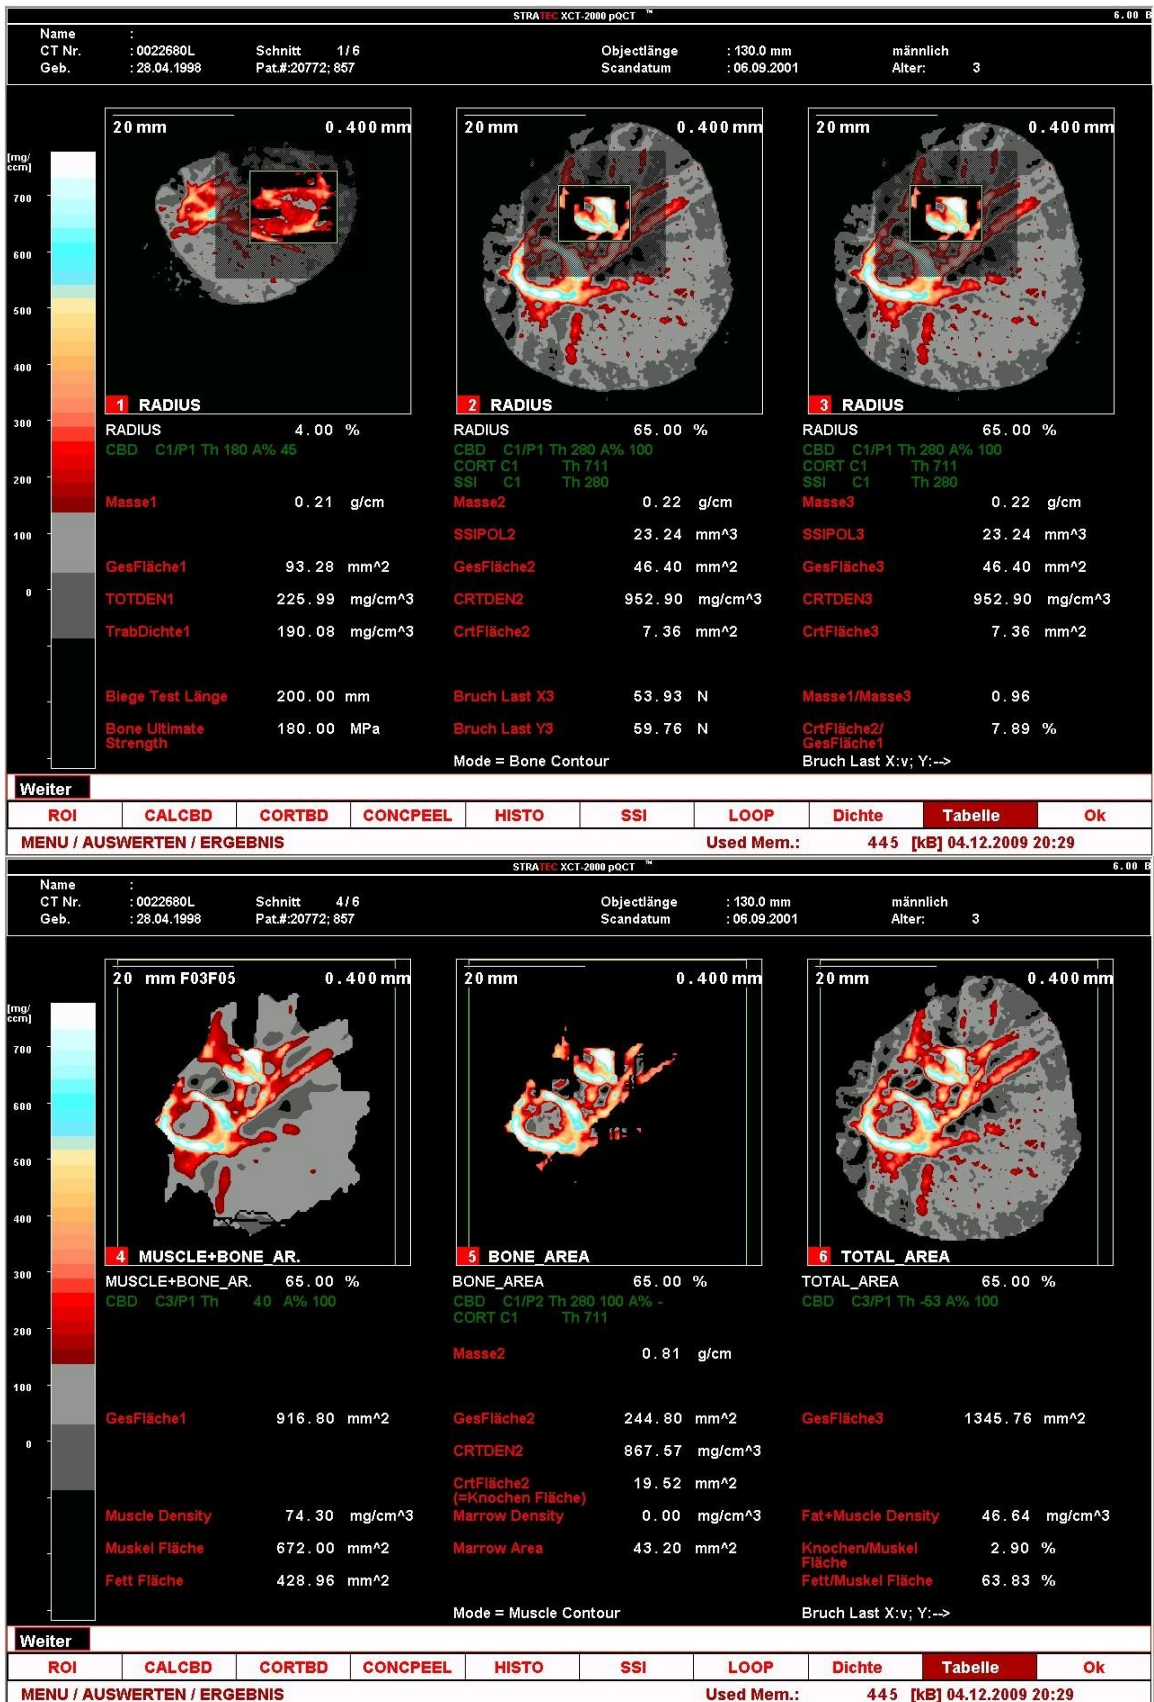 STRATEC XCT-2000 pQCT ™ 6.00 B
Name :
CT Nr. : 0022680L Schnitt 1/6 Objectlänge : 130.0 mm männlich
Geb. : 28.04.1998 Pat.#:20772; 857 Scandatum : 06.09.2001 Alter: 3
20 mm 0.400 mm 20 mm 0.400 mm 20 mm 0.400 mm
[mg/
ccm]
700
600
500
400
300
200
100
0
1 RADIUS 2 RADIUS 3 RADIUS
RADIUS 4.00 % RADIUS 65.00 % RADIUS 65.00 %
CBD C1/P1 Th 180 A% 45 CBD C1/P1 Th 280 A% 100 CBD C1/P1 Th 280 A% 100
CORT C1 Th 711 CORT C1 Th 711
SSI C1 Th 280 SSI C1 Th 280
Masse1 0.21 g/cm Masse2 0.22 g/cm Masse3 0.22 g/cm
SSIPOL2 23.24 mm^3 SSIPOL3 23.24 mm^3
GesFläche1 93.28 mm^2 GesFläche2 46.40 mm^2 GesFläche3 46.40 mm^2
TOTDEN1 225.99 mg/cm^3 CRTDEN2 952.90 mg/cm^3 CRTDEN3 952.90 mg/cm^3
TrabDichte1 190.08 mg/cm^3 CrtFläche2 7.36 mm^2 CrtFläche3 7.36 mm^2
Biege Test Länge 200.00 mm Bruch Last X3 53.93 N Masse1/Masse3 0.96
Bone Ultimate 180.00 MPa Bruch Last Y3 59.76 N CrtFläche2/ 7.89 %
Strength GesFläche1
Mode = Bone Contour Bruch Last X:v; Y:-->
Weiter
ROI CALCBD CORTBD CONCPEEL HISTO SSI LOOP Dichte Tabelle Ok
MENU / AUSWERTEN / ERGEBNIS Used Mem.: 445 [kB] 04.12.2009 20:29
STRATEC XCT-2000 pQCT ™ 6.00 B
Name :
CT Nr. : 0022680L Schnitt 4/6 Objectlänge : 130.0 mm männlich
Geb. : 28.04.1998 Pat.#:20772; 857 Scandatum : 06.09.2001 Alter: 3
20 mm F03F05 0.400 mm 20 mm 0.400 mm 20 mm 0.400 mm
[mg/
ccm]
700
600
500
400
300
200
100
0
4 MUSCLE+BONE_AR. 5 BONE_AREA 6 TOTAL_AREA
MUSCLE+BONE_AR. 65.00 % BONE_AREA 65.00 % TOTAL_AREA 65.00 %
CBD C3/P1 Th 40 A% 100 CBD C1/P2 Th 280 100 A% - CBD C3/P1 Th -53 A% 100
CORT C1 Th 711
Masse2 0.81 g/cm
GesFläche1 916.80 mm^2 GesFläche2 244.80 mm^2 GesFläche3 1345.76 mm^2
CRTDEN2 867.57 mg/cm^3
CrtFläche2 19.52 mm^2
(=Knochen Fläche)
Muscle Density 74.30 mg/cm^3 Marrow Density 0.00 mg/cm^3 Fat+Muscle Density 46.64 mg/cm^3
Muskel Fläche 672.00 mm^2 Marrow Area 43.20 mm^2 Knochen/Muskel 2.90 %
Fläche
Fett Fläche 428.96 mm^2 Fett/Muskel Fläche 63.83 %
Mode = Muscle Contour Bruch Last X:v; Y:-->
Weiter
ROI CALCBD CORTBD CONCPEEL HISTO SSI LOOP Dichte Tabelle Ok
MENU / AUSWERTEN / ERGEBNIS Used Mem.: 445 [kB] 04.12.2009 20:29